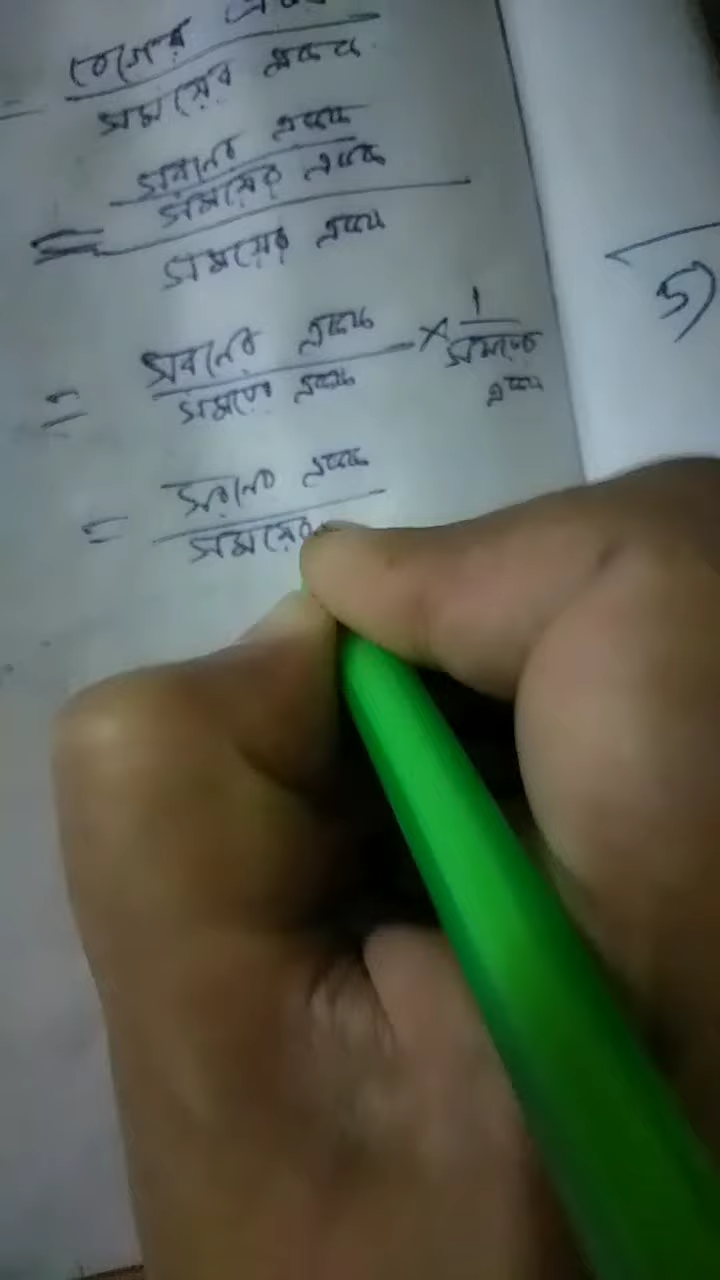 = বেগের
সময়ের একক
সরণের একক
= সময়ের একক
সময়ের একক
সরণের একক × 1
= সময়ের একক সময়ের
একক
= সরণের একক
সময়ের